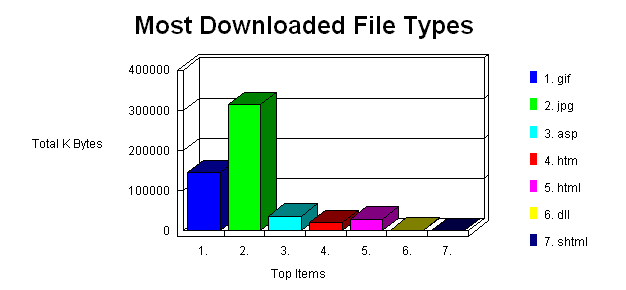 Most Downloaded File Types
400000
300000
200000
100000
0
Total K Bytes
1. 2. 3. 4. 5. 6. 7.
Top Items
1. gif
2. jpg
3. asp
4. htm
5. html
6. dll
7. shtml